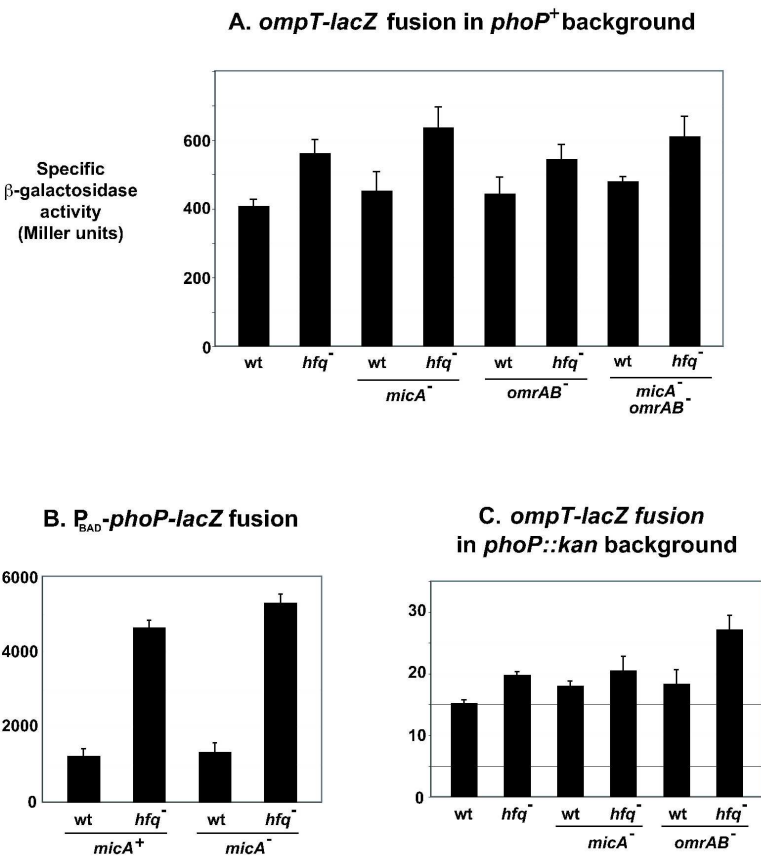 A. ompT-lacZ fusion in phoP+ background
Specific
β-galactosidase
activity
(Miller units)
600
400
200
0
wt hfq- wt hfq- wt hfq- wt hfq-
micA- omrAB- micA-
omrAB-
B. PBAD-phoP-lacZ fusion
6000
4000
2000
0
wt hfq- wt hfq-
micA+ micA-
C. ompT-lacZ fusion
in phoP::kan background
30
20
10
0
wt hfq- wt hfq- wt hfq-
micA- omrAB-